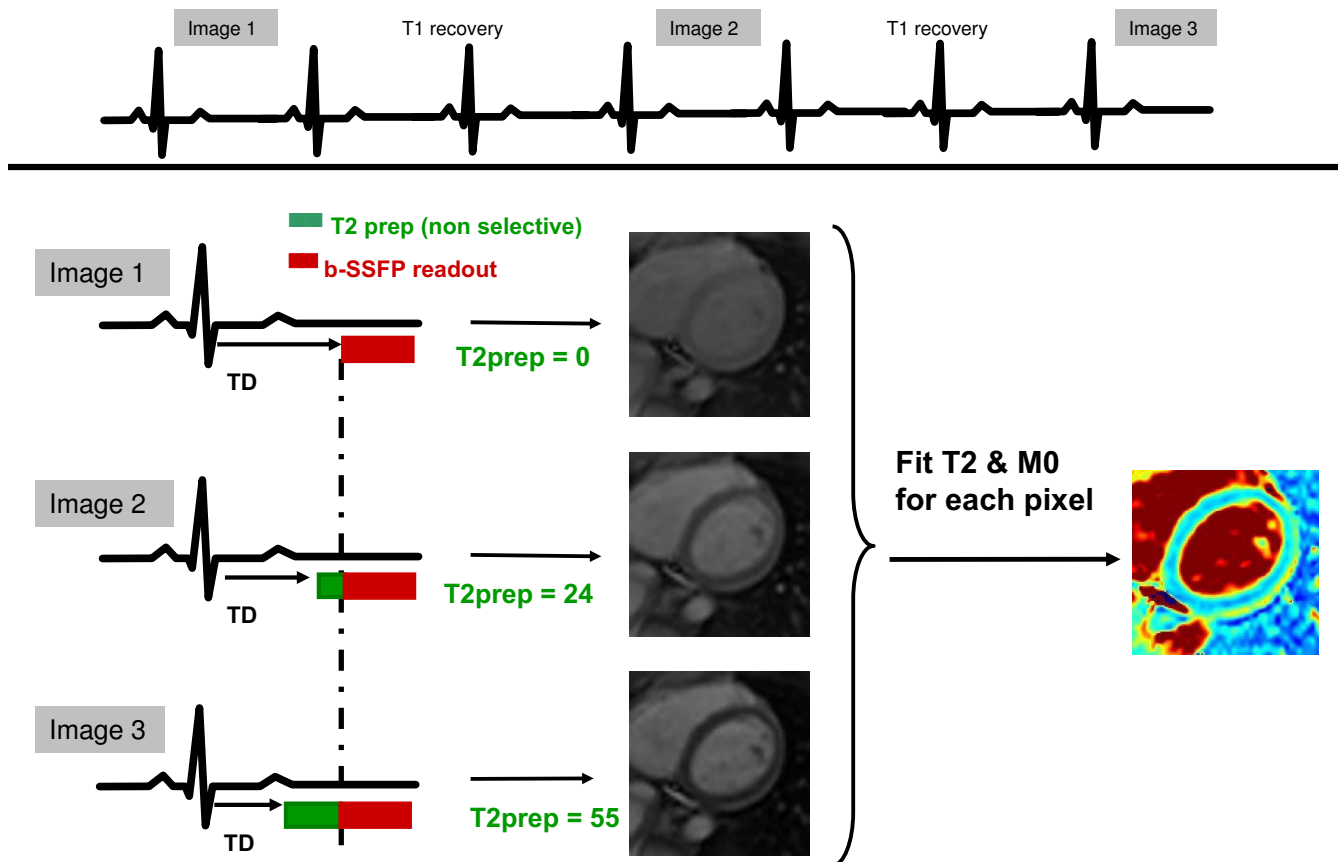 Image 1
T1 recovery
Image 2
T1 recovery
Image 3
T2 prep (non selective)
b-SSFP readout
Image 1
TD
T2prep = 0
Image 2
TD
T2prep = 24
Fit T2 & M0
for each pixel
Image 3
TD
T2prep = 55